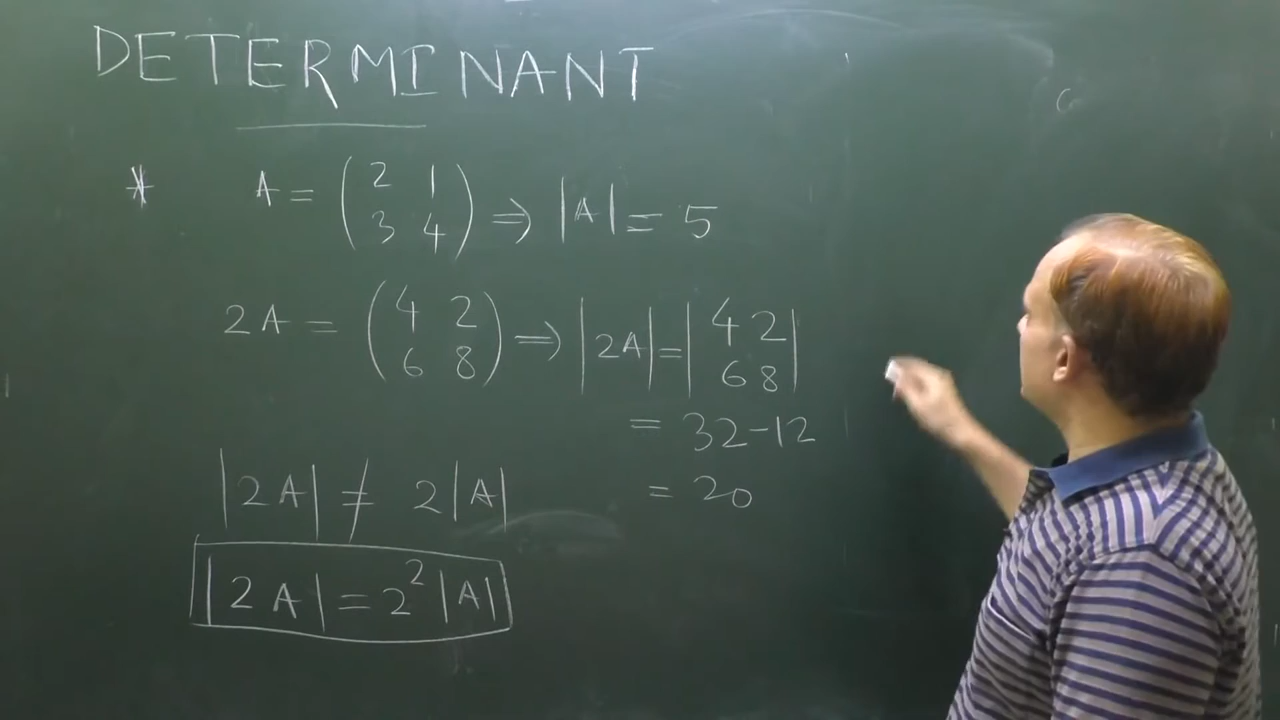 DETERMINANT
* A = (2 1
3 4) ⇒ |A| = 5
2A = (4 2
6 8) ⇒ |2A| = |4 2
6 8|
= 32-12
= 20
|2A| ≠ 2|A|
|2A| = 2²|A|